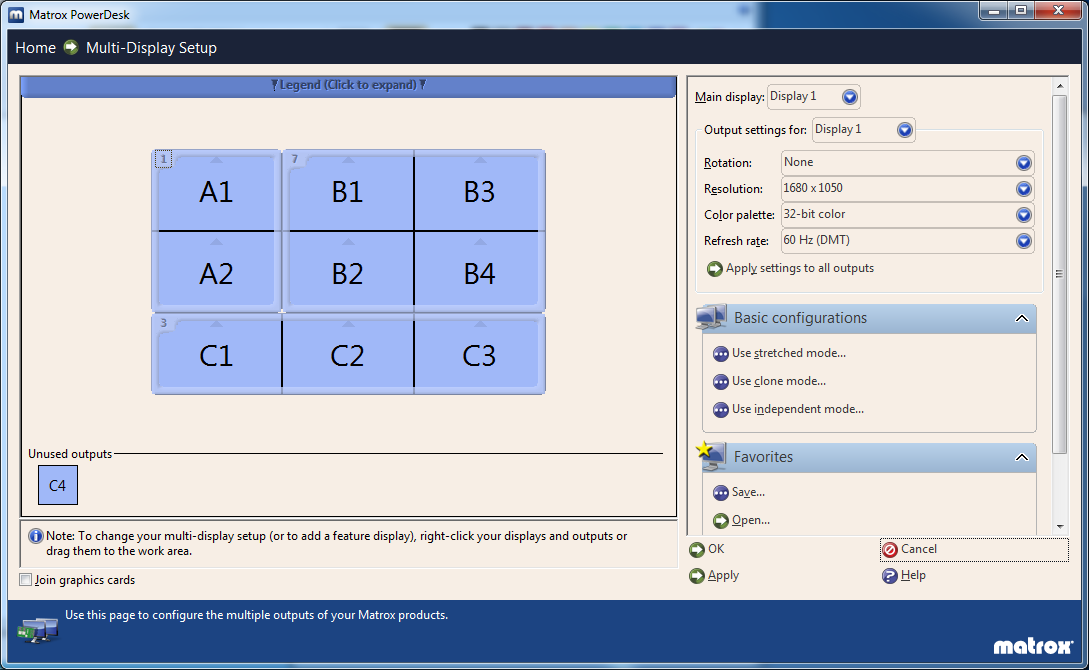 Matrox PowerDesk
Home Multi-Display Setup
Legend (Click to expand)
1 7
A1 B1 B3
A2 B2 B4
3
C1 C2 C3
Unused outputs
C4
Note: To change your multi-display setup (or to add a feature display), right-click your displays and outputs or
drag them to the work area.
Join graphics cards
Main display: Display 1
Output settings for: Display 1
Rotation: None
Resolution: 1680 x 1050
Color palette: 32-bit color
Refresh rate: 60 Hz (DMT)
Apply settings to all outputs
Basic configurations
Use stretched mode...
Use clone mode...
Use independent mode...
Favorites
Save...
Open...
OK Cancel
Apply Help
Use this page to configure the multiple outputs of your Matrox products.
matrox